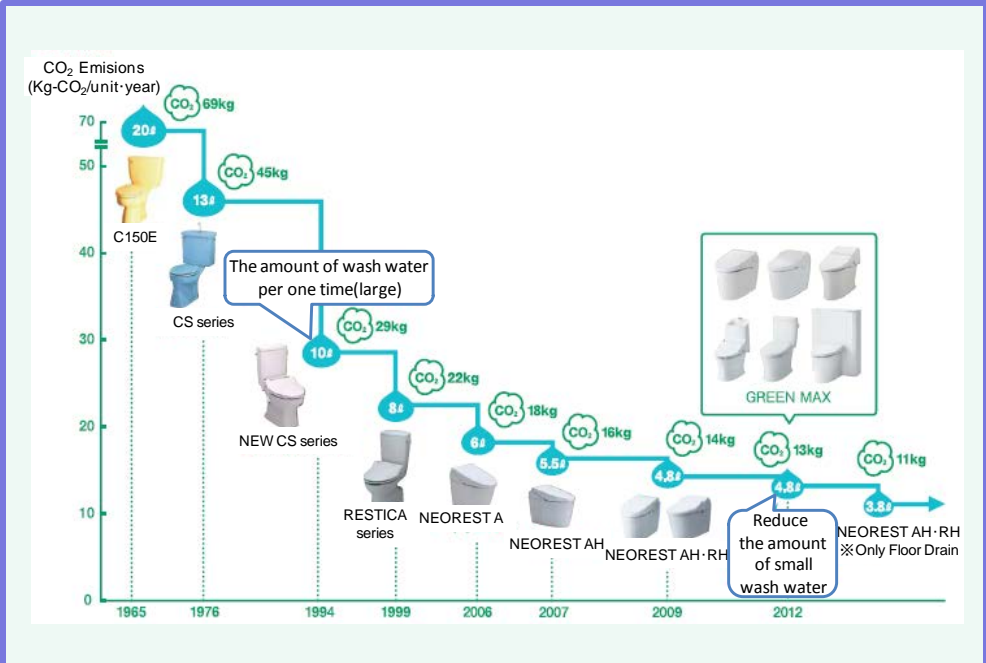 CO₂ Emisions
(Kg-CO₂/unit･year)
70
50
40
30
20
10
0
20ℓ
CO₂ 69kg
C150E
13ℓ
CO₂ 45kg
CS series
The amount of wash water
per one time(large)
10ℓ
CO₂ 29kg
NEW CS series
8ℓ
CO₂ 22kg
RESTICA
series
6ℓ
CO₂ 18kg
NEOREST A
5.5ℓ
CO₂ 16kg
NEOREST AH
4.8ℓ
CO₂ 14kg
NEOREST AH･RH
GREEN MAX
4.8ℓ
CO₂ 13kg
Reduce
the amount
of small
wash water
3.8ℓ
CO₂ 11kg
NEOREST AH･RH
※Only Floor Drain
1965
1976
1994
1999
2006
2007
2009
2012